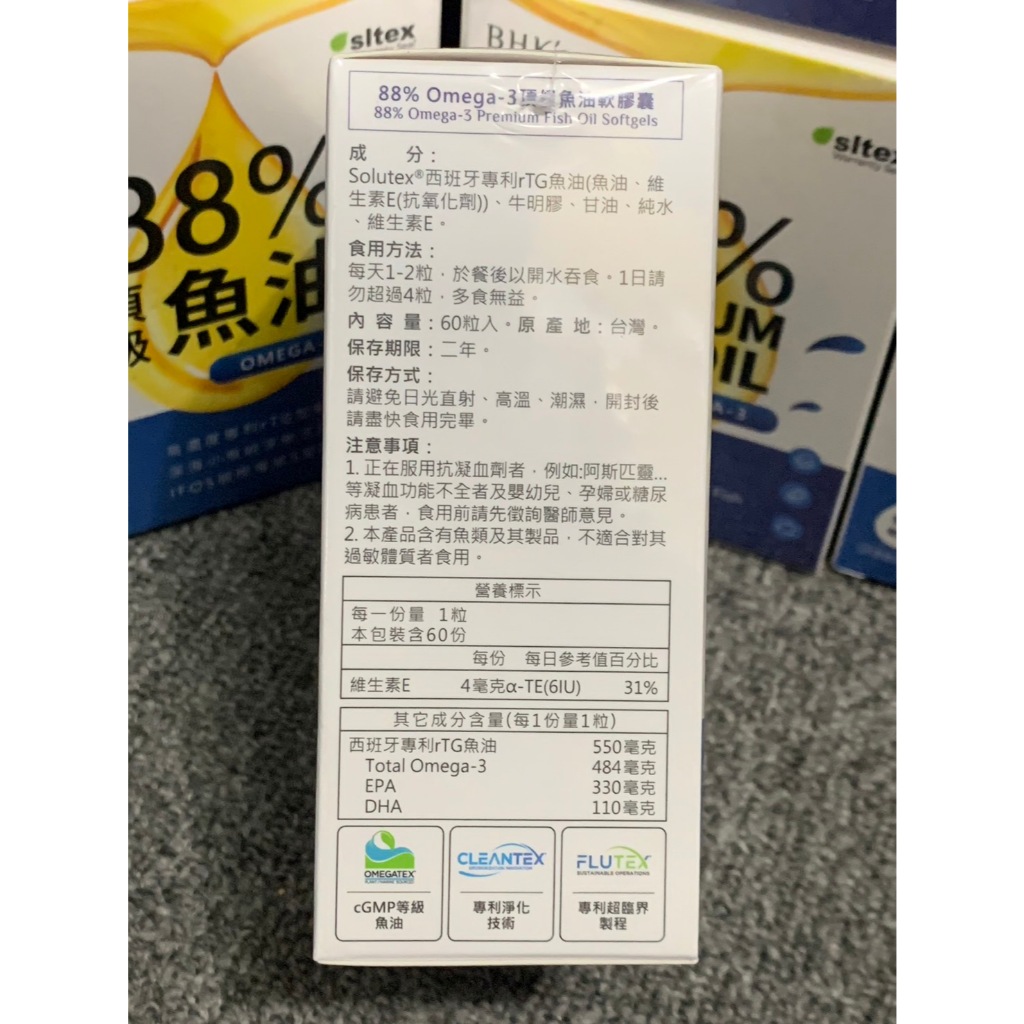 sltex
BHK's
sltex
Warranty Seal
88%
魚油
級
OMEGA
%
UM
OIL
88% Omega-3頂級魚油軟膠囊
88% Omega-3 Premium Fish Oil Softgels
成 分：
Solutex®西班牙專利rTG魚油(魚油、維
生素E(抗氧化劑))、牛明膠、甘油、純水
、維生素E。
食用方法：
每天1-2粒，於餐後以開水吞食。1日請
勿超過4粒，多食無益。
內 容 量：60粒入。原 產 地：台灣。
保存期限：二年。
保存方式：
請避免日光直射、高溫、潮濕，開封後
請盡快食用完畢。
注意事項：
1. 正在服用抗凝血劑者，例如:阿斯匹靈...
等凝血功能不全者及嬰幼兒、孕婦或糖尿
病患者，食用前請先徵詢醫師意見。
2. 本產品含有魚類及其製品，不適合對其
過敏體質者食用。
營養標示
每一份量 1粒
本包裝含60份
每份 每日參考值百分比
維生素E 4毫克α-TE(6IU) 31%
其它成分含量(每1份量1粒)
西班牙專利rTG魚油 550毫克
Total Omega-3 484毫克
EPA 330毫克
DHA 110毫克
OMEGATEX
CLEANTEX
FLUTEX
SUSTAINABLE OPERATIONS
cGMP等級
魚油
專利淨化
技術
專利超臨界
製程